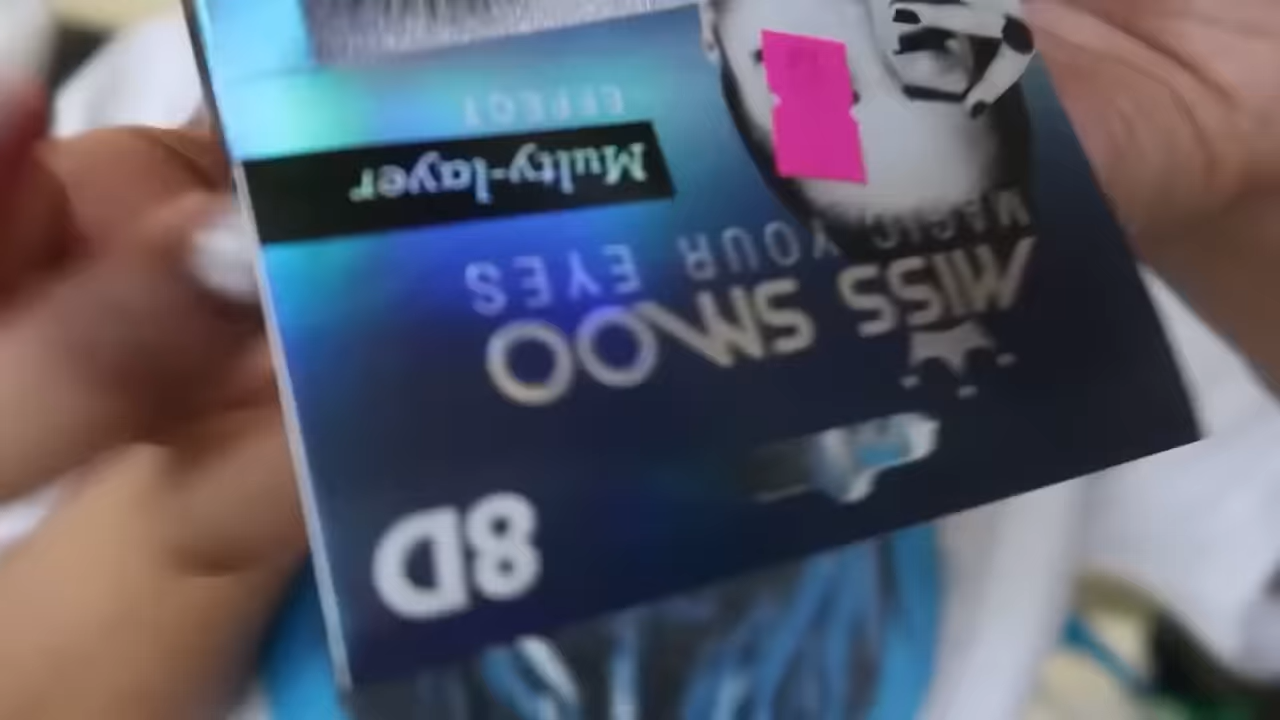 8D
MISS SMOO
MAGIC YOUR EYES
Multy-layer
EFFECT